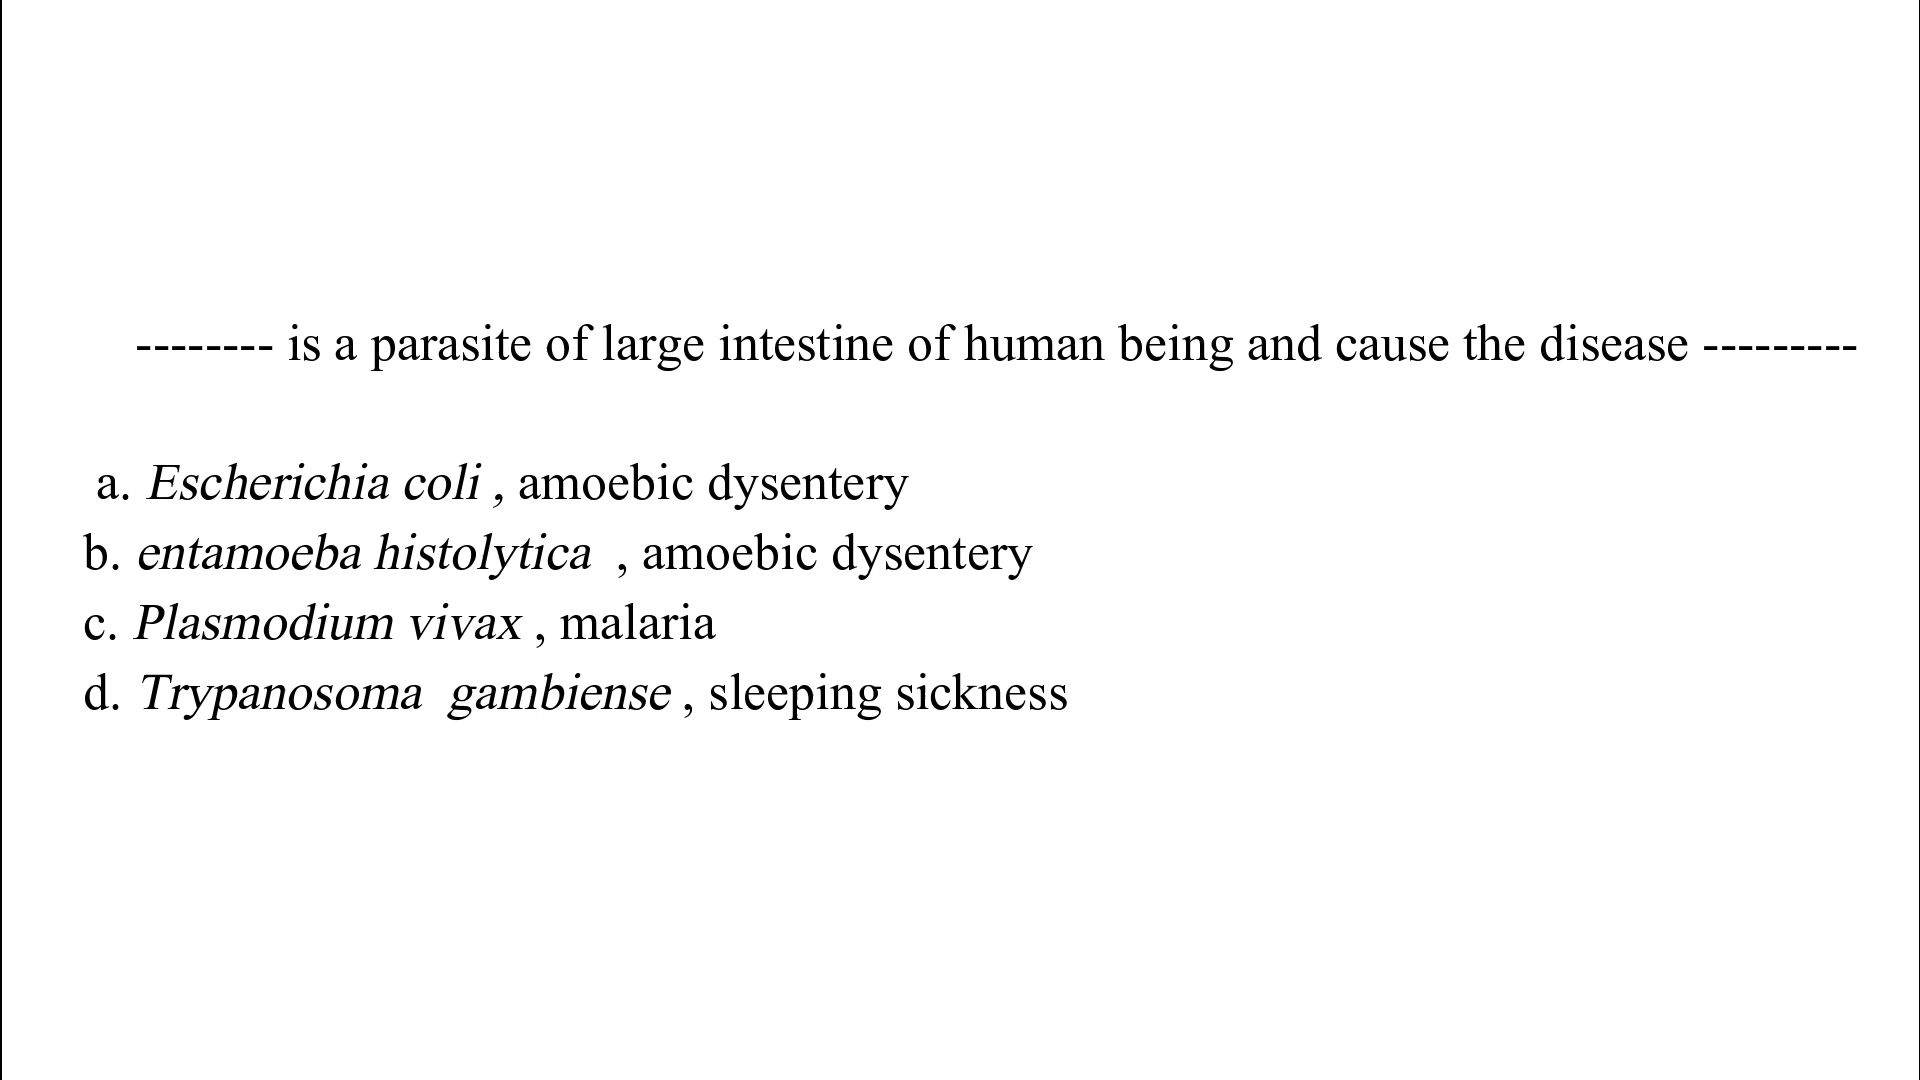 -------- is a parasite of large intestine of human being and cause the disease ---------
a. Escherichia coli , amoebic dysentery
b. entamoeba histolytica  , amoebic dysentery
c. Plasmodium vivax , malaria
d. Trypanosoma  gambiense , sleeping sickness